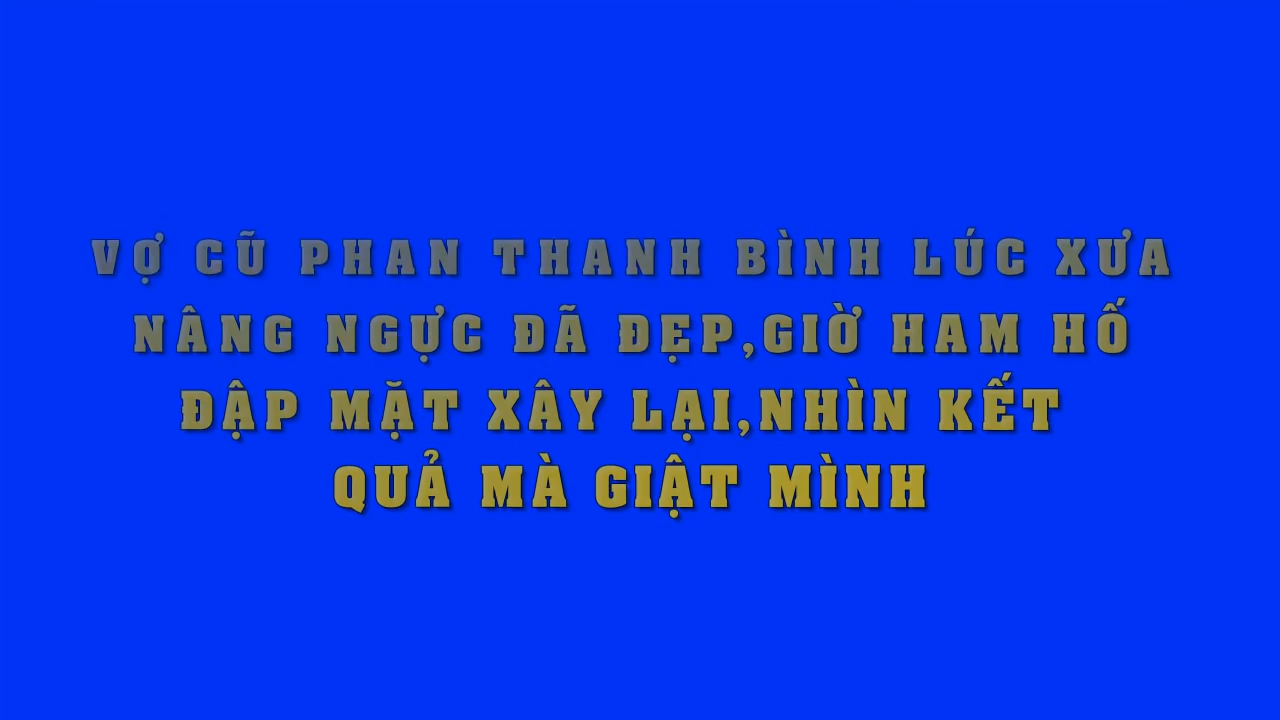 VỢ CŨ PHAN THANH BÌNH LÚC XƯA
NÂNG NGỰC ĐÃ ĐẸP,GIỜ HAM HỐ
ĐẬP MẶT XÂY LẠI,NHÌN KẾT
QUẢ MÀ GIẬT MÌNH